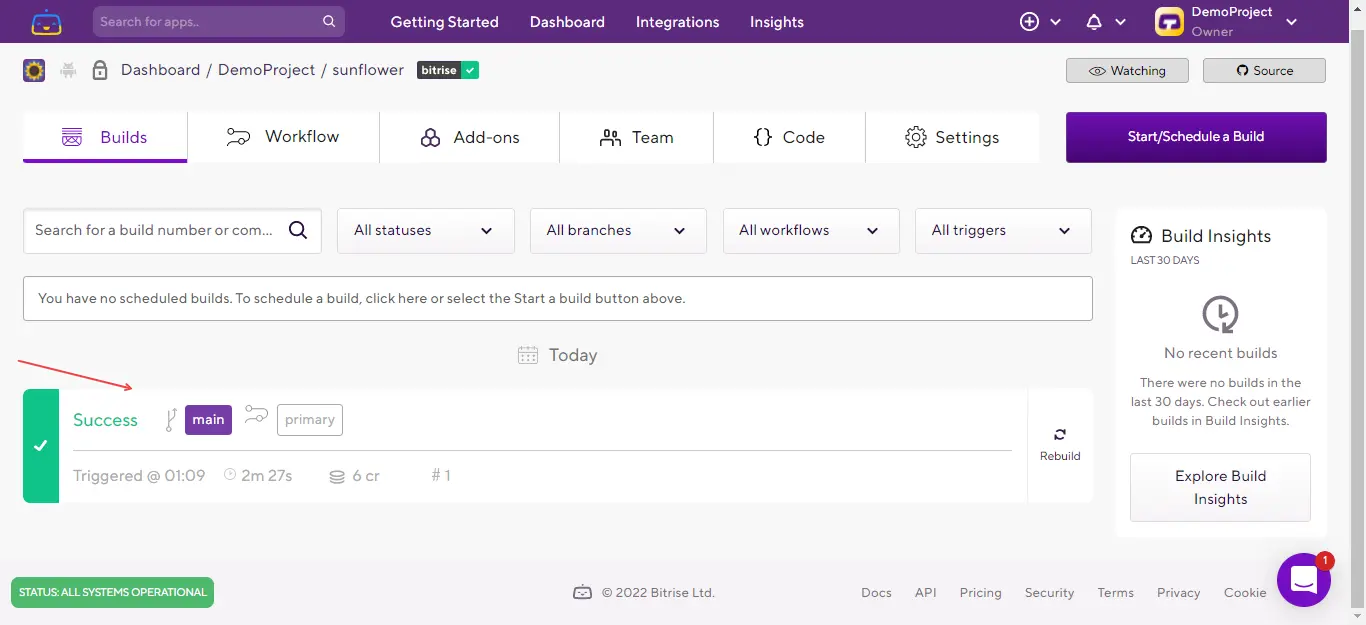 Search for apps..
Getting Started
Dashboard
Integrations
Insights
DemoProject
Owner
Dashboard / DemoProject / sunflower
bitrise
Watching
Source
Builds
Workflow
Add-ons
Team
Code
Settings
Start/Schedule a Build
Search for a build number or com...
All statuses
All branches
All workflows
All triggers
Build Insights
LAST 30 DAYS
You have no scheduled builds. To schedule a build, click here or select the Start a build button above.
No recent builds
There were no builds in the
last 30 days. Check out earlier
builds in Build Insights.
Explore Build
Insights
Today
Success
main
primary
Triggered @ 01:09
2m 27s
6 cr
# 1
Rebuild
STATUS: ALL SYSTEMS OPERATIONAL
© 2022 Bitrise Ltd.
Docs
API
Pricing
Security
Terms
Privacy
Cookie
1